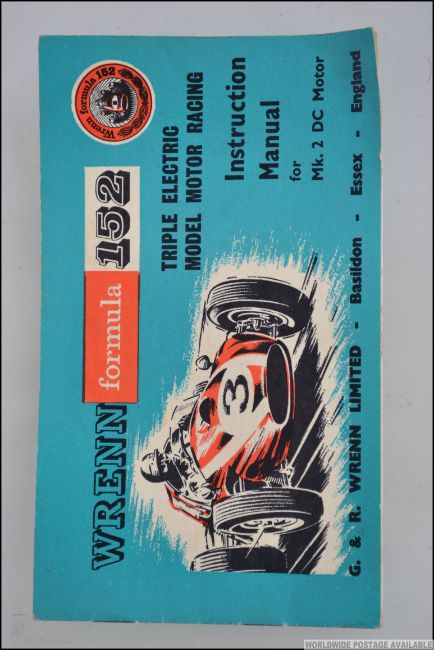 WRENN formula 152
Wrenn formula 152
TRIPLE ELECTRIC
MODEL MOTOR RACING
Instruction
Manual
for
Mk. 2 DC Motor
3
G. & R. WRENN LIMITED - Basildon - Essex - England
WORLDWIDE POSTAGE AVAILABLE